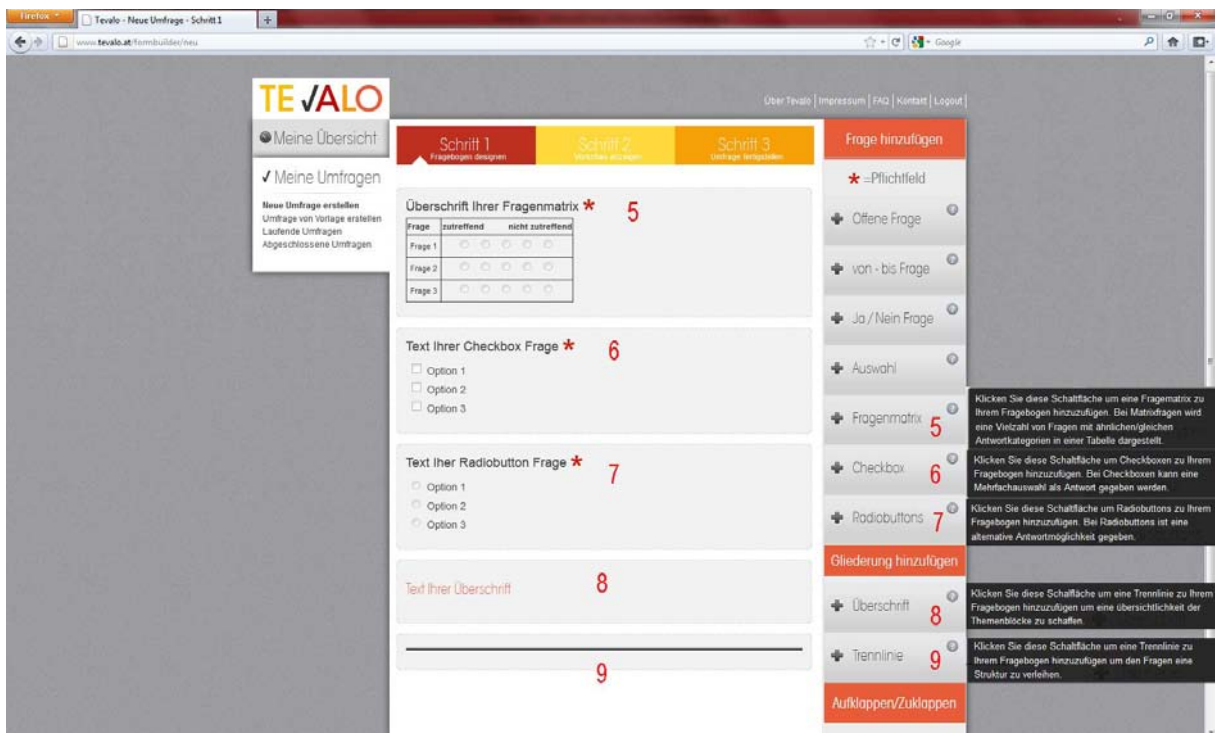 Firefox
Tevalo - Neue Umfrage - Schritt 1
www.tevalo.at/formbuilder/neu
Google
TEVALO
Über Tevalo | Impressum | FAQ | Kontakt | Logout |
Meine Übersicht
✓ Meine Umfragen
Neue Umfrage erstellen
Umfrage von Vorlage erstellen
Laufende Umfragen
Abgeschlossene Umfragen
Schritt 1
Fragebogen designen
Schritt 2
Vorschau anzeigen
Schritt 3
Umfrage fertigstellen
Überschrift Ihrer Fragenmatrix * 5
Frage zutreffend nicht zutreffend
Frage 1
Frage 2
Frage 3
Text Ihrer Checkbox Frage * 6
Option 1
Option 2
Option 3
Text Iher Radiobutton Frage * 7
Option 1
Option 2
Option 3
Text Ihrer Überschrift 8
9
Frage hinzufügen
* =Pflichtfeld
Offene Frage
von - bis Frage
Ja / Nein Frage
Auswahl
Fragenmatrix 5
Checkbox 6
Radiobuttons 7
Gliederung hinzufügen
Überschrift 8
Trennlinie 9
Aufklappen/Zuklappen
Klicken Sie diese Schaltfläche um eine Fragematrix zu
Ihrem Fragebogen hinzuzufügen. Bei Matrixfragen wird
eine Vielzahl von Fragen mit ähnlichen/gleichen
Antwortkategorien in einer Tabelle dargestellt.
Klicken Sie diese Schaltfläche um Checkboxen zu Ihrem
Fragebogen hinzuzufügen. Bei Checkboxen kann eine
Mehrfachauswahl als Antwort gegeben werden.
Klicken Sie diese Schaltfläche um Radiobuttons zu Ihrem
Fragebogen hinzuzufügen. Bei Radiobuttons ist eine
alternative Antwortmöglichkeit gegeben.
Klicken Sie diese Schalfläche um eine Trennlinie zu Ihrem
Fragebogen hinzuzufügen um eine übersichtlichkeit der
Themenblöcke zu schaffen.
Klicken Sie diese Schaltfläche um eine Trennlinie zu
Ihrem Fragebogen hinzuzufügen um den Fragen eine
Struktur zu verleihen.